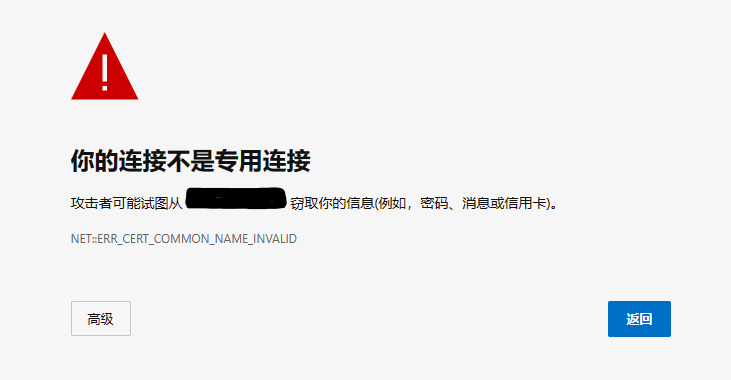 你的连接不是专用连接
攻击者可能试图从 窃取你的信息(例如，密码、消息或信用卡)。
NET::ERR_CERT_COMMON_NAME_INVALID
高级
返回